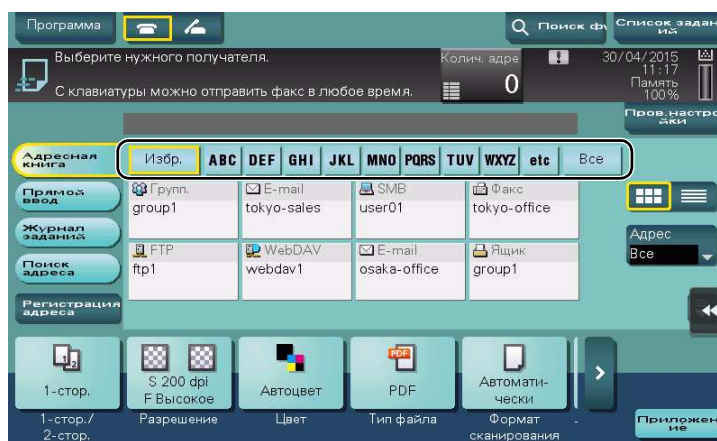 Программа
Поиск фу
Список задан
ий
Выберите нужного получателя.
С клавиатуры можно отправить факс в любое время.
Колич. адре
0
30/04/2015
11:17
Память
100%
Пров.настро
йки
Адресная
книга
Избр. ABC DEF GHI JKL MNO PQRS TUV WXYZ etc Все
Прямой
ввод
Журнал
заданий
Поиск
адреса
Регистрация
адреса
Групп.
group1
E-mail
tokyo-sales
SMB
user01
Факс
tokyo-office
FTP
ftp1
WebDAV
webdav1
E-mail
osaka-office
Ящик
group1
Адрес
Все
1-стор.
1-стор./
2-стор.
S 200 dpi
F Высокое
Разрешение
Автоцвет
Цвет
PDF
PDF
Тип файла
Автомати-
чески
Формат
сканирования
Приложен
ие